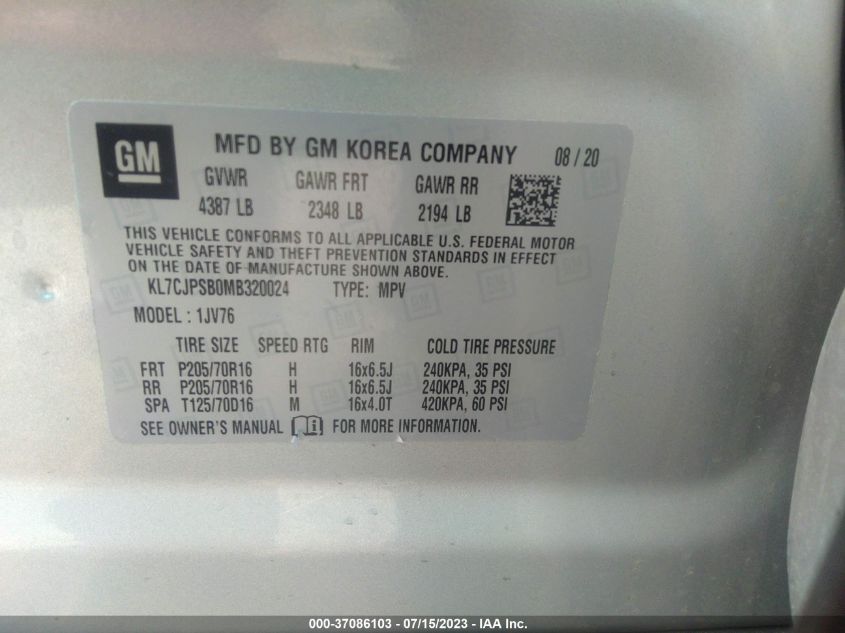 GM
MFD BY GM KOREA COMPANY 08 / 20
GVWR GAWR FRT GAWR RR
4387 LB 2348 LB 2194 LB
THIS VEHICLE CONFORMS TO ALL APPLICABLE U.S. FEDERAL MOTOR
VEHICLE SAFETY AND THEFT PREVENTION STANDARDS IN EFFECT
ON THE DATE OF MANUFACTURE SHOWN ABOVE.
KL7CJPSB0MB320024 TYPE: MPV
MODEL : 1JV76
TIRE SIZE SPEED RTG RIM COLD TIRE PRESSURE
FRT P205/70R16 H 16x6.5J 240KPA, 35 PSI
RR P205/70R16 H 16x6.5J 240KPA, 35 PSI
SPA T125/70D16 M 16x4.0T 420KPA, 60 PSI
SEE OWNER'S MANUAL i FOR MORE INFORMATION.
000-37086103 - 07/15/2023 - IAA Inc.